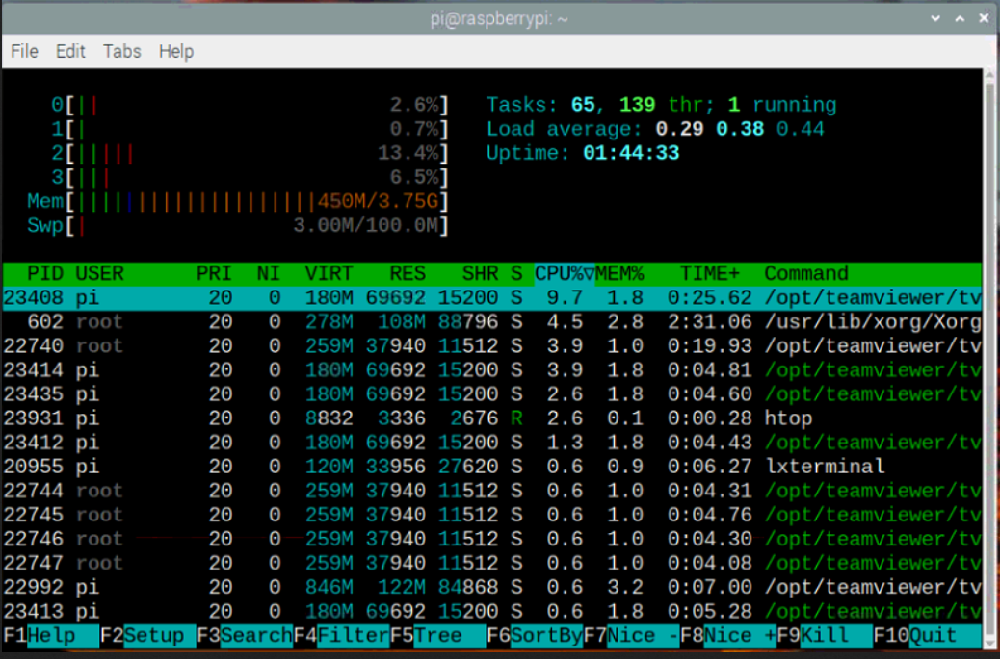 pi@raspberrypi: ~
File Edit Tabs Help
0[|| 2.6%] Tasks: 65, 139 thr; 1 running
1[| 0.7%] Load average: 0.29 0.38 0.44
2[||||| 13.4%] Uptime: 01:44:33
3[||| 6.5%]
Mem[||||||||||||||||||||450M/3.75G]
Swp[| 3.00M/100.0M]
PID USER PRI NI VIRT RES SHR S CPU%▽MEM% TIME+ Command
23408 pi 20 0 180M 69692 15200 S 9.7 1.8 0:25.62 /opt/teamviewer/tv
602 root 20 0 278M 108M 88796 S 4.5 2.8 2:31.06 /usr/lib/xorg/Xorg
22740 root 20 0 259M 37940 11512 S 3.9 1.0 0:19.93 /opt/teamviewer/tv
23414 pi 20 0 180M 69692 15200 S 3.9 1.8 0:04.81 /opt/teamviewer/tv
23435 pi 20 0 180M 69692 15200 S 2.6 1.8 0:04.60 /opt/teamviewer/tv
23931 pi 20 0 8832 3336 2676 R 2.6 0.1 0:00.28 htop
23412 pi 20 0 180M 69692 15200 S 1.3 1.8 0:04.43 /opt/teamviewer/tv
20955 pi 20 0 120M 33956 27620 S 0.6 0.9 0:06.27 lxterminal
22744 root 20 0 259M 37940 11512 S 0.6 1.0 0:04.31 /opt/teamviewer/tv
22745 root 20 0 259M 37940 11512 S 0.6 1.0 0:04.76 /opt/teamviewer/tv
22746 root 20 0 259M 37940 11512 S 0.6 1.0 0:04.30 /opt/teamviewer/tv
22747 root 20 0 259M 37940 11512 S 0.6 1.0 0:04.08 /opt/teamviewer/tv
22992 pi 20 0 846M 122M 84868 S 0.6 3.2 0:07.00 /opt/teamviewer/tv
23413 pi 20 0 180M 69692 15200 S 0.6 1.8 0:05.28 /opt/teamviewer/tv
F1Help F2Setup F3SearchF4FilterF5Tree F6SortByF7Nice -F8Nice +F9Kill F10Quit